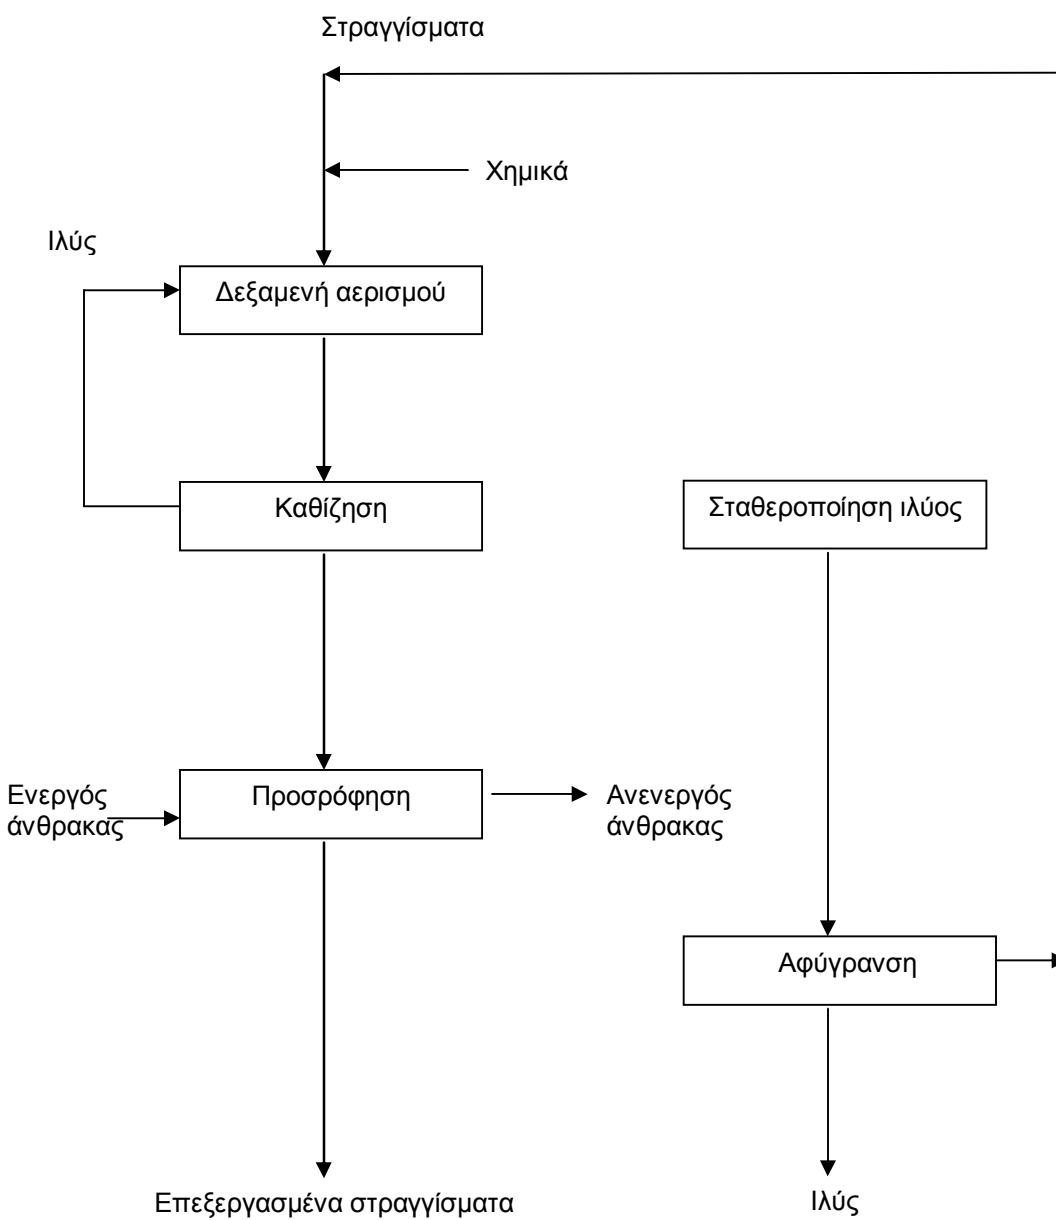 Στραγγίσματα
Χημικά
Ιλύς
Δεξαμενή αερισμού
Καθίζηση
Σταθεροποίηση ιλύος
Ενεργός
άνθρακας
Προσρόφηση
Ανενεργός
άνθρακας
Αφύγρανση
Επεξεργασμένα στραγγίσματα
Ιλύς